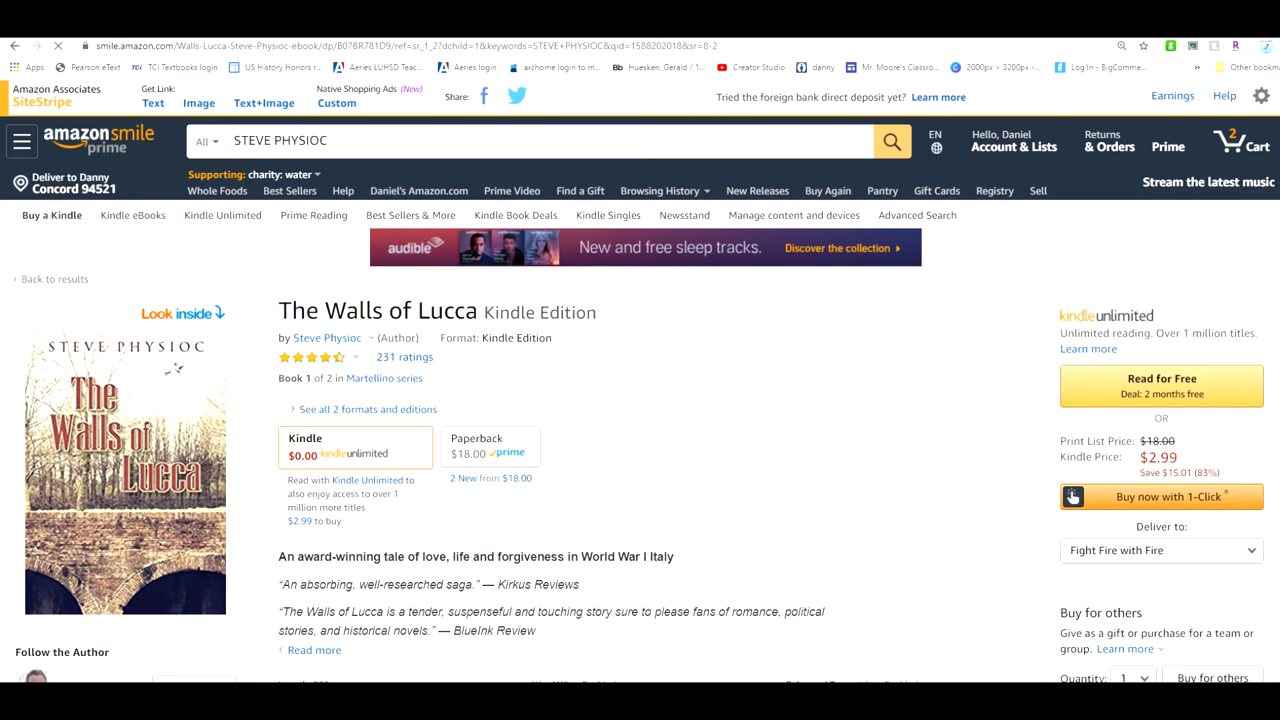 smile.amazon.com/Walls-Lucca-Steve-Physioc-ebook/dp/B07BR781D9/ref=sr_1_2?dchild=1&keywords=STEVE+PHYSIOC&qid=1588202018&sr=8-2
Apps Pearson eText TCI TCI Textbooks login US History Honors r... Aeries LUHSD Teac... Aeries login archome login to m... Bb Huesken, Gerald / 1... Creator Studio danny Mr. Moore's Classro... 2000px × 3200px -... Log In - BigComme... » Other bookm
Amazon Associates
SiteStripe
Get Link:
Text Image Text+Image
Native Shopping Ads (New)
Custom
Share:
Tried the foreign bank direct deposit yet? Learn more
Earnings Help
amazonsmile
prime
All STEVE PHYSIOC
EN
Hello, Daniel
Account & Lists
Returns
& Orders
Prime
2
Cart
Deliver to Danny
Concord 94521
Supporting: charity: water
Whole Foods Best Sellers Help Daniel's Amazon.com Prime Video Find a Gift Browsing History New Releases Buy Again Pantry Gift Cards Registry Sell
Stream the latest music
Buy a Kindle Kindle eBooks Kindle Unlimited Prime Reading Best Sellers & More Kindle Book Deals Kindle Singles Newsstand Manage content and devices Advanced Search
audible New and free sleep tracks. Discover the collection
‹ Back to results
Look inside
STEVE PHYSIOC
The
Walls of
Lucca
Follow the Author
The Walls of Lucca Kindle Edition
by Steve Physioc (Author) Format: Kindle Edition
231 ratings
Book 1 of 2 in Martellino series
› See all 2 formats and editions
Kindle
$0.00 kindleunlimited
Paperback
$18.00 prime
Read with Kindle Unlimited to
also enjoy access to over 1
million more titles
$2.99 to buy
2 New from $18.00
An award-winning tale of love, life and forgiveness in World War I Italy
“An absorbing, well-researched saga.” — Kirkus Reviews
“The Walls of Lucca is a tender, suspenseful and touching story sure to please fans of romance, political
stories, and historical novels.” — BlueInk Review
‹ Read more
kindleunlimited
Unlimited reading. Over 1 million titles.
Learn more
Read for Free
Deal: 2 months free
OR
Print List Price: $18.00
Kindle Price: $2.99
Save $15.01 (83%)
Buy now with 1-Click ®
Deliver to:
Fight Fire with Fire
Buy for others
Give as a gift or purchase for a team or
group. Learn more
Quantity: 1 Buy for others